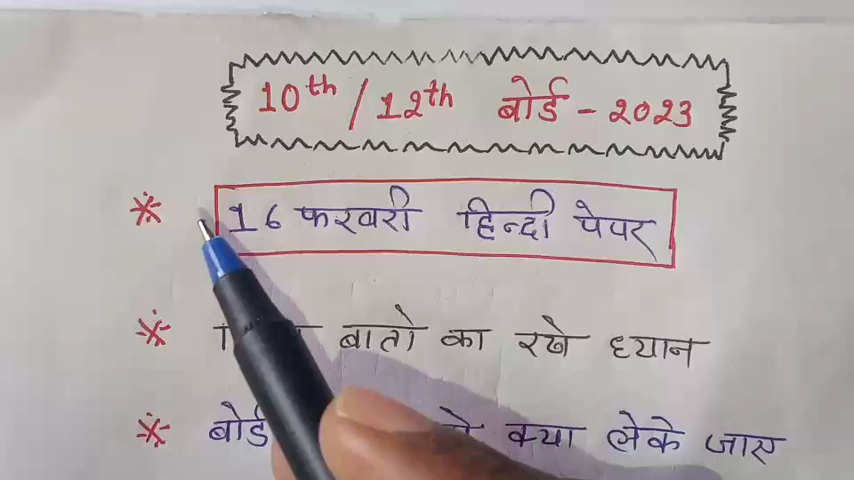 10th / 12th बोर्ड - 2023
* 16 फरवरी हिन्दी पेपर
* बातो का रखे ध्यान
* बोर्ड क्या लेके जाए